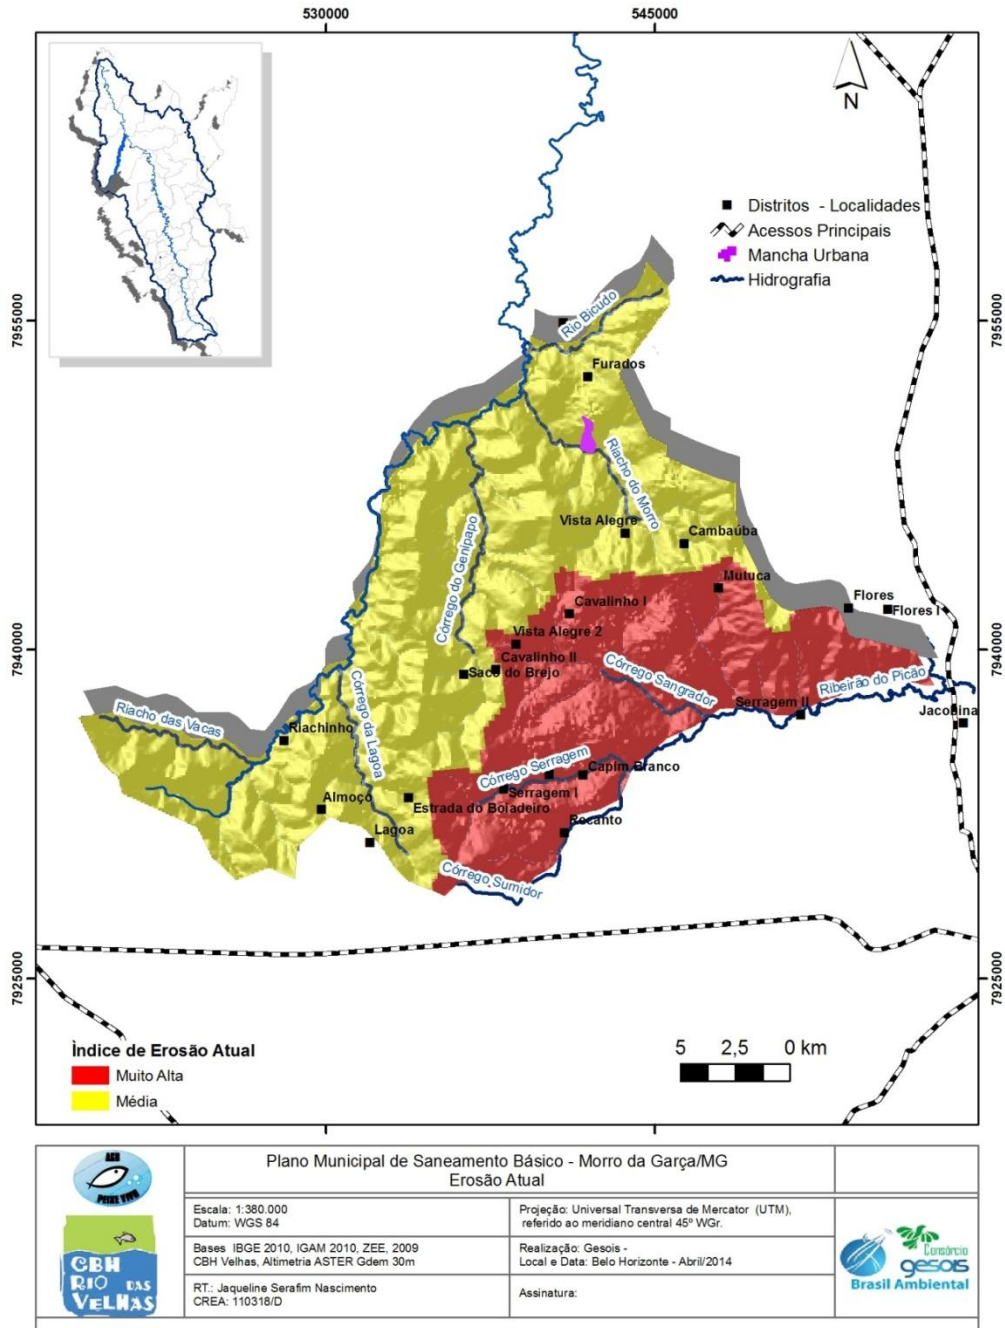 530000
545000
N
Distritos - Localidades
Acessos Principais
Mancha Urbana
Hidrografia
7955000
7955000
Rio Bicudo
Furados
Riacho do Morro
Vista Alegre
Cambaúba
Córrego do Genipapo
Mutuca
Cavalinho I
Flores
Flores I
7940000
7940000
Vista Alegre 2
Cavalinho II
Saco do Brejo
Córrego Sangrador
Ribeirão do Picão
Serragem II
Jacobina
Riacho das Vacas
Riachinho
Córrego da Lagoa
Córrego Serragem
Capim Branco
Serragem I
Almoço
Estrada do Boiadeiro
Lagoa
Recanto
Córrego Sumidor
7925000
7925000
Ìndice de Erosão Atual
Muito Alta
Média
5 2,5 0 km
AGB
PEIXE VIVO
CBH
RIO DAS
VELHAS
Plano Municipal de Saneamento Básico - Morro da Garça/MG
Erosão Atual
Escala: 1:380.000
Datum: WGS 84
Projeção: Universal Transversa de Mercator (UTM),
referido ao meridiano central 45º WGr.
Bases IBGE 2010, IGAM 2010, ZEE, 2009
CBH Velhas, Altimetria ASTER Gdem 30m
Realização: Gesois -
Local e Data: Belo Horizonte - Abril/2014
RT.: Jaqueline Serafim Nascimento
CREA: 110318/D
Assinatura:
Consórcio
gesois
Brasil Ambiental
530000
545000